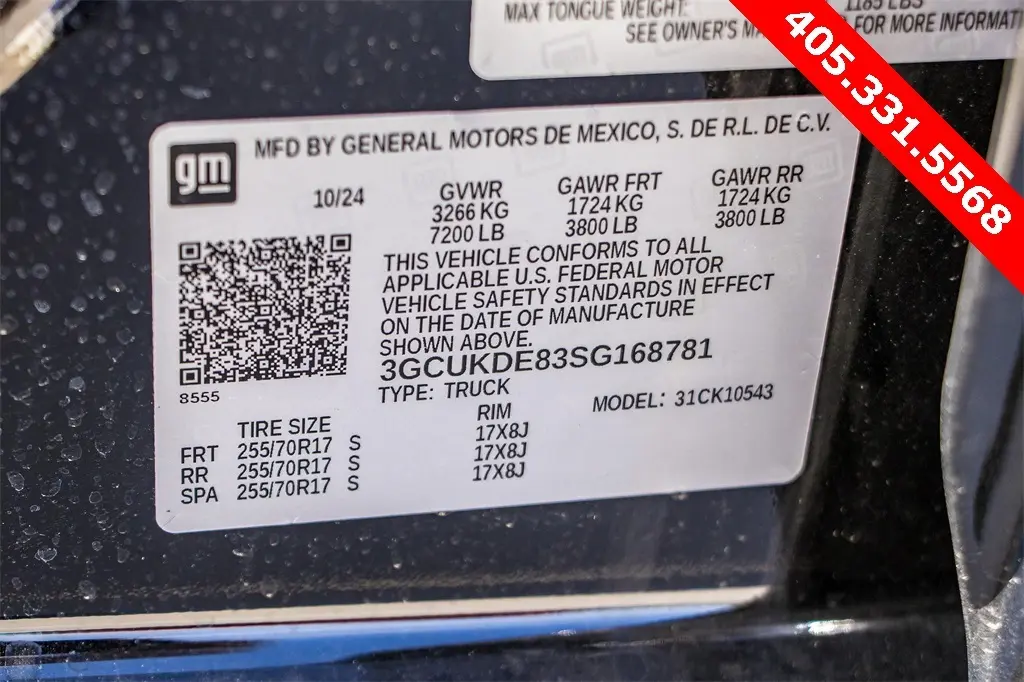 MAX TONGUE WEIGHT: 1185 LBS
SEE OWNER'S FOR MORE INFORMATI
405.331.5568
gm
MFD BY GENERAL MOTORS DE MEXICO, S. DE R.L. DE C.V.
10/24 GVWR GAWR FRT GAWR RR
3266 KG 1724 KG 1724 KG
7200 LB 3800 LB 3800 LB
THIS VEHICLE CONFORMS TO ALL
APPLICABLE U.S. FEDERAL MOTOR
VEHICLE SAFETY STANDARDS IN EFFECT
ON THE DATE OF MANUFACTURE
SHOWN ABOVE.
3GCUKDE83SG168781
8555
TYPE: TRUCK MODEL: 31CK10543
TIRE SIZE RIM
FRT 255/70R17 S 17X8J
RR 255/70R17 S 17X8J
SPA 255/70R17 S 17X8J